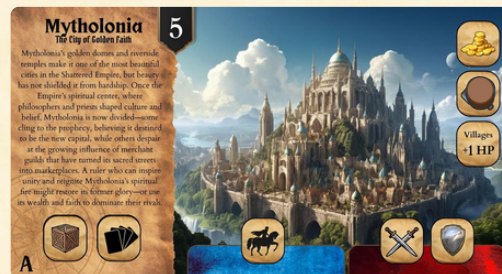 Mytholonia
The City of Golden Faith
Mytholonia's golden domes and riverside
temples make it one of the most beautiful
cities in the Shattered Empire, but beauty
has not shielded it from hardship. Once the
Empire's spiritual center, where
philosophers and priests shaped culture and
belief, Mytholonia is now divided—some
cling to the prophecy, believing it destined
to be the new capital, while others despair
at the growing influence of merchant
guilds that have turned its sacred streets
into marketplaces. A ruler who can inspire
unity and reignite Mytholonia's spiritual
fire might restore its former glory—or use
its wealth and faith to dominate their rivals
A
5
Villages
+1 HP